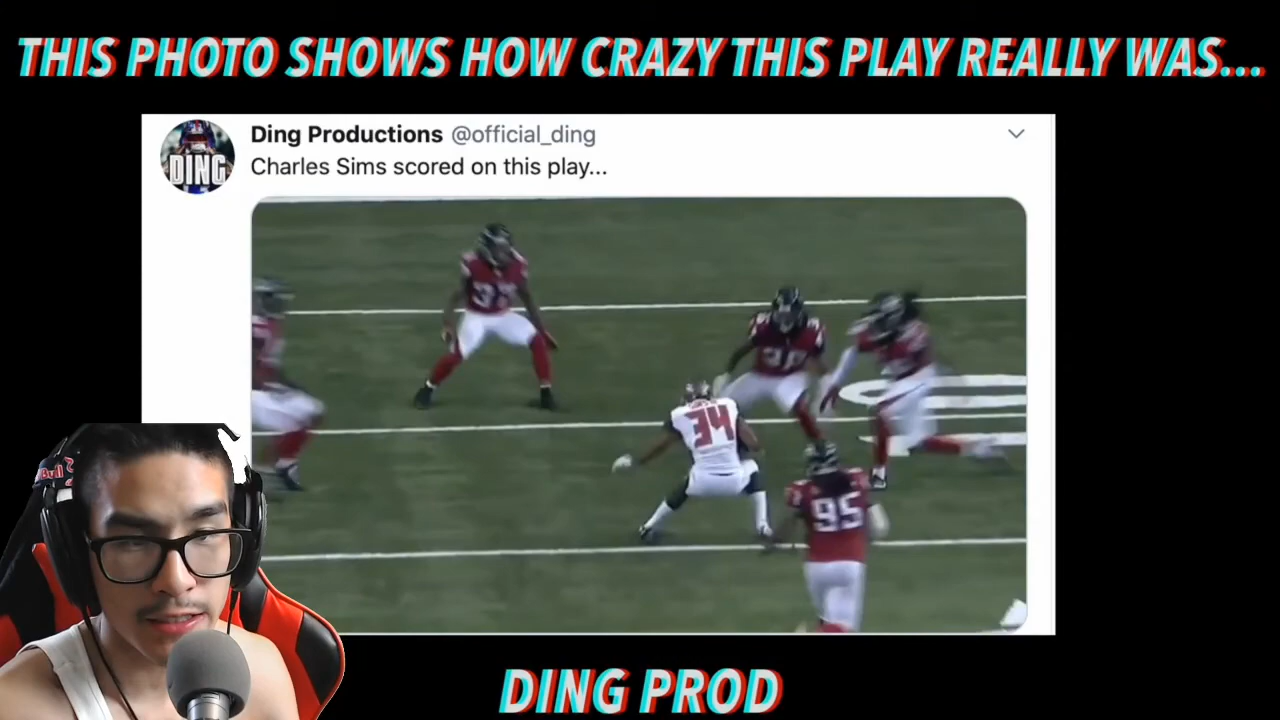 THIS PHOTO SHOWS HOW CRAZY THIS PLAY REALLY WAS...
Ding Productions @official_ding
DING
Charles Sims scored on this play...
34
95
Bull
DING PROD